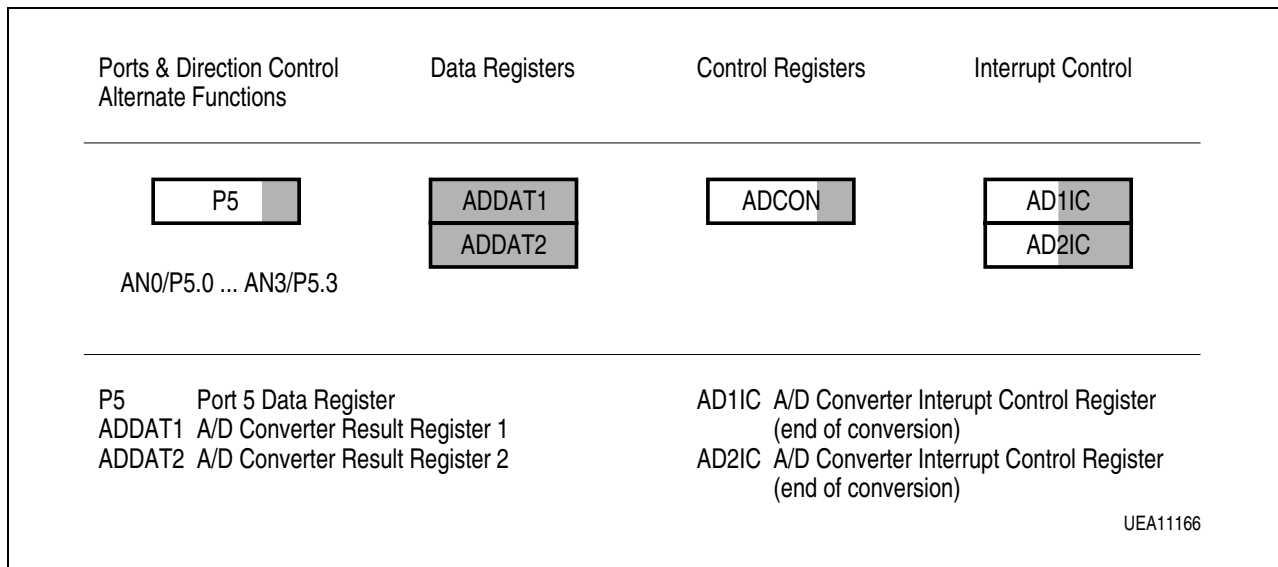 Ports & Direction Control
Alternate Functions
Data Registers
Control Registers
Interrupt Control
P5
ADDAT1
ADDAT2
ADCON
AD1IC
AD2IC
AN0/P5.0 ... AN3/P5.3
P5 Port 5 Data Register
ADDAT1 A/D Converter Result Register 1
ADDAT2 A/D Converter Result Register 2
AD1IC A/D Converter Interupt Control Register
(end of conversion)
AD2IC A/D Converter Interrupt Control Register
(end of conversion)
UEA11166